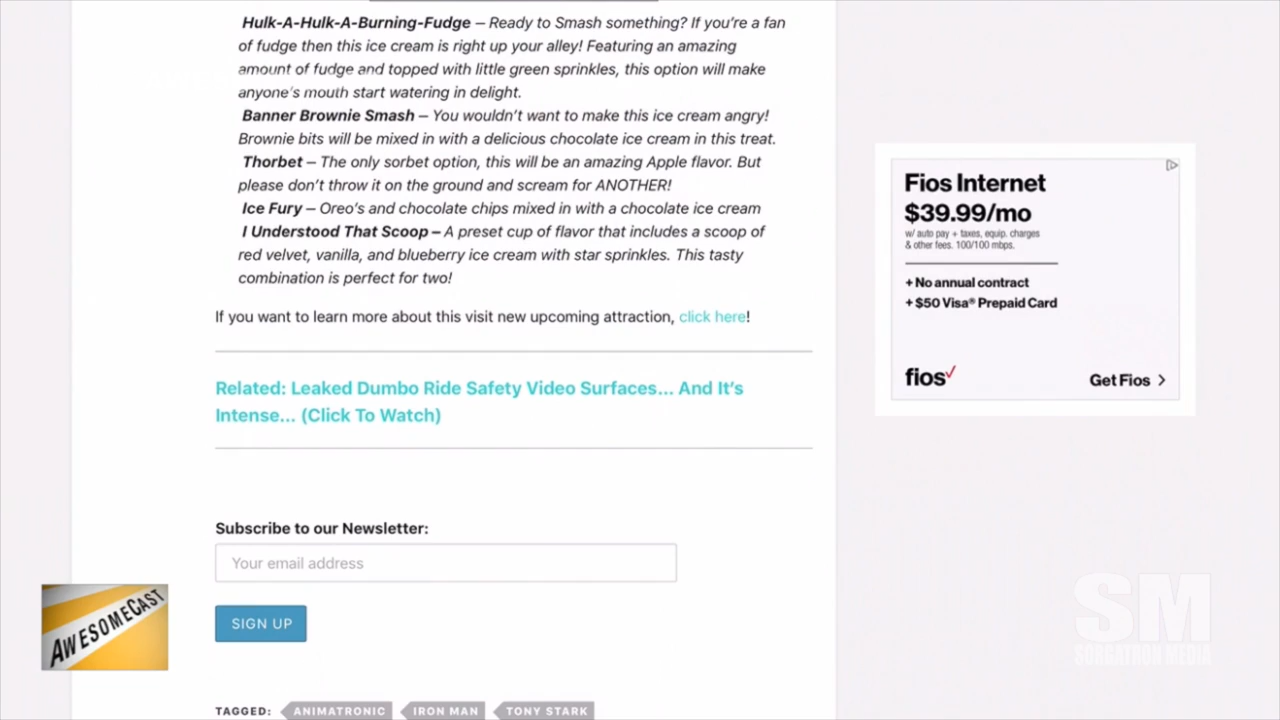 Hulk-A-Hulk-A-Burning-Fudge – Ready to Smash something? If you're a fan
of fudge then this ice cream is right up your alley! Featuring an amazing
amount of fudge and topped with little green sprinkles, this option will make
anyone's mouth start watering in delight.
Banner Brownie Smash – You wouldn't want to make this ice cream angry!
Brownie bits will be mixed in with a delicious chocolate ice cream in this treat.
Thorbet – The only sorbet option, this will be an amazing Apple flavor. But
please don't throw it on the ground and scream for ANOTHER!
Ice Fury – Oreo's and chocolate chips mixed in with a chocolate ice cream
I Understood That Scoop – A preset cup of flavor that includes a scoop of
red velvet, vanilla, and blueberry ice cream with star sprinkles. This tasty
combination is perfect for two!
If you want to learn more about this visit new upcoming attraction, click here!
Related: Leaked Dumbo Ride Safety Video Surfaces... And It's
Intense... (Click To Watch)
Subscribe to our Newsletter:
Your email address
SIGN UP
TAGGED: ANIMATRONIC IRON MAN TONY STARK
Fios Internet
$39.99/mo
w/ auto pay + taxes, equip. charges
& other fees. 100/100 mbps.
+ No annual contract
+ $50 Visa® Prepaid Card
fios✓
Get Fios >
AWESOMECAST
SM
SORGATRON MEDIA